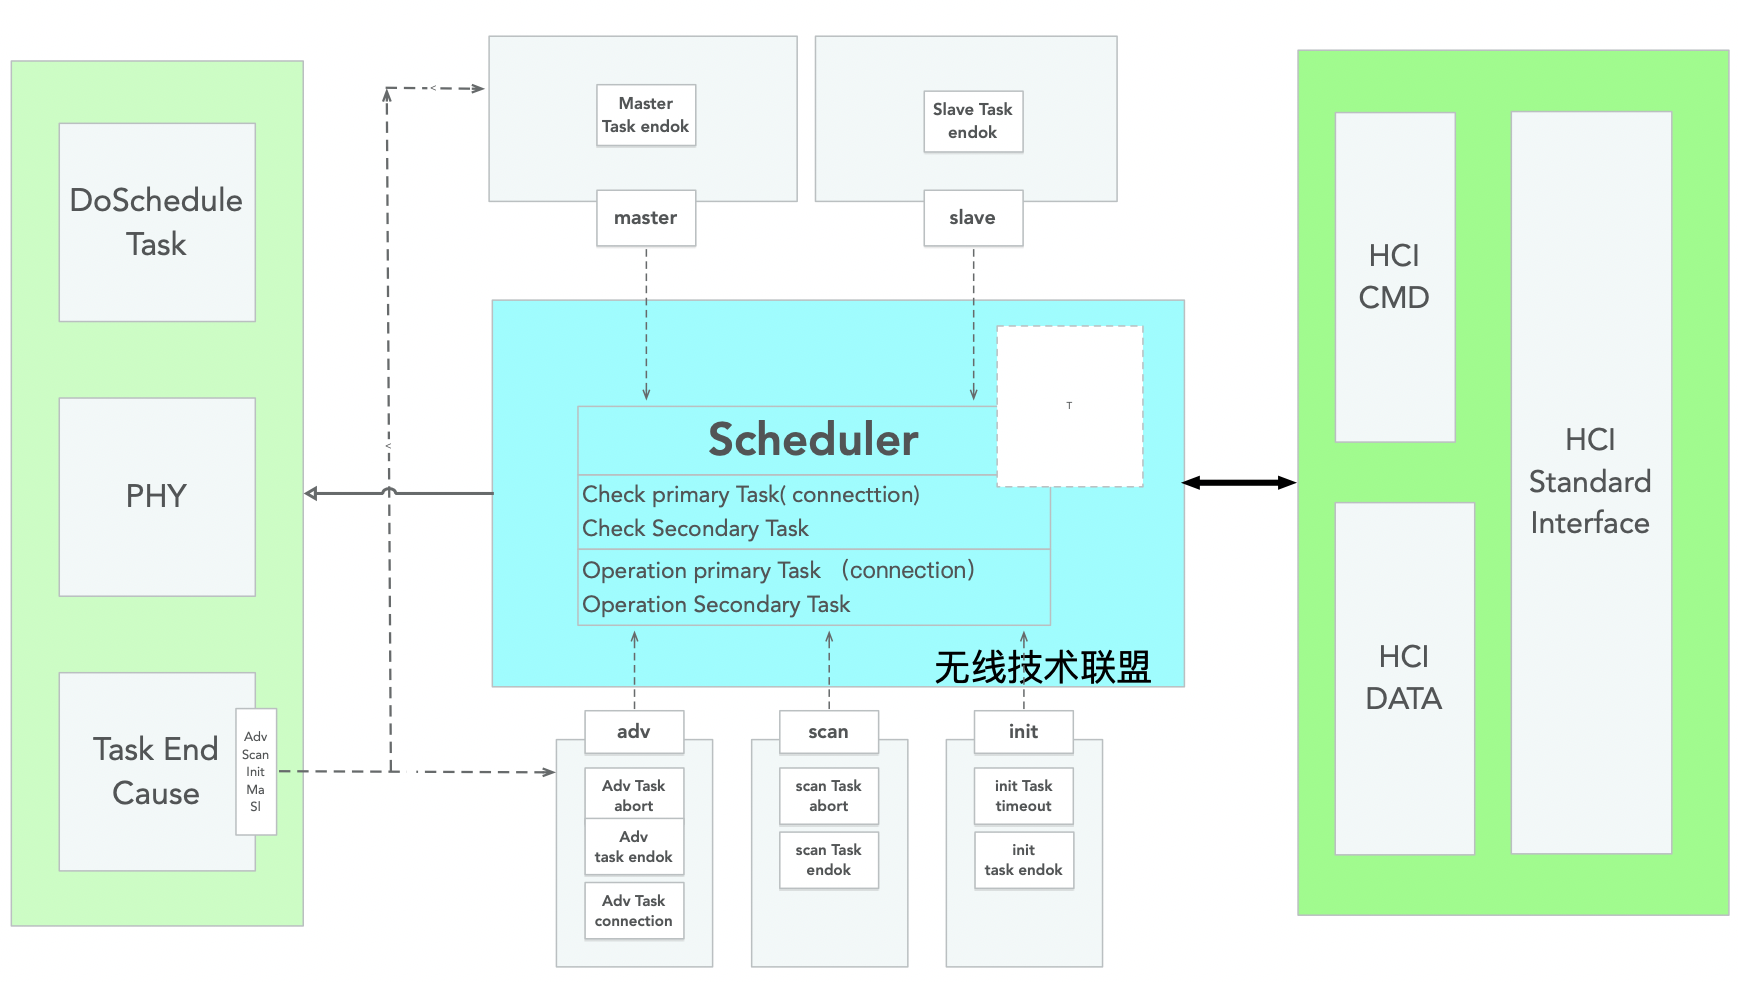 DoSchedule
Task
PHY
Task End
Cause
Adv
Scan
Init
Ma
Sl
Master
Task endok
master
Slave Task
endok
slave
T
Scheduler
Check primary Task( connecttion)
Check Secondary Task
Operation primary Task （connection）
Operation Secondary Task
无线技术联盟
adv
Adv Task
abort
Adv
task endok
Adv Task
connection
scan
scan Task
abort
scan Task
endok
init
init Task
timeout
init
task endok
HCI
CMD
HCI
DATA
HCI
Standard
Interface